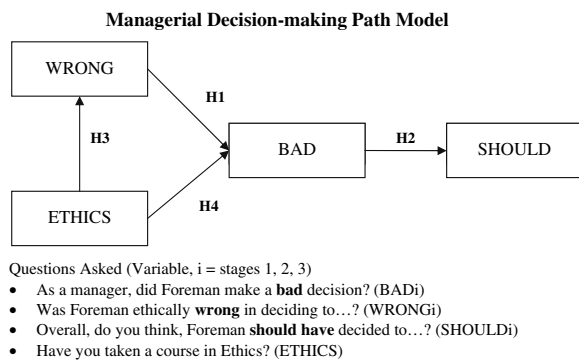 Managerial Decision-making Path Model
WRONG
H1
H3
BAD
H2
SHOULD
H4
ETHICS
Questions Asked (Variable, i = stages 1, 2, 3)
• As a manager, did Foreman make a bad decision? (BADi)
• Was Foreman ethically wrong in deciding to…? (WRONGi)
• Overall, do you think, Foreman should have decided to…? (SHOULDi)
• Have you taken a course in Ethics? (ETHICS)